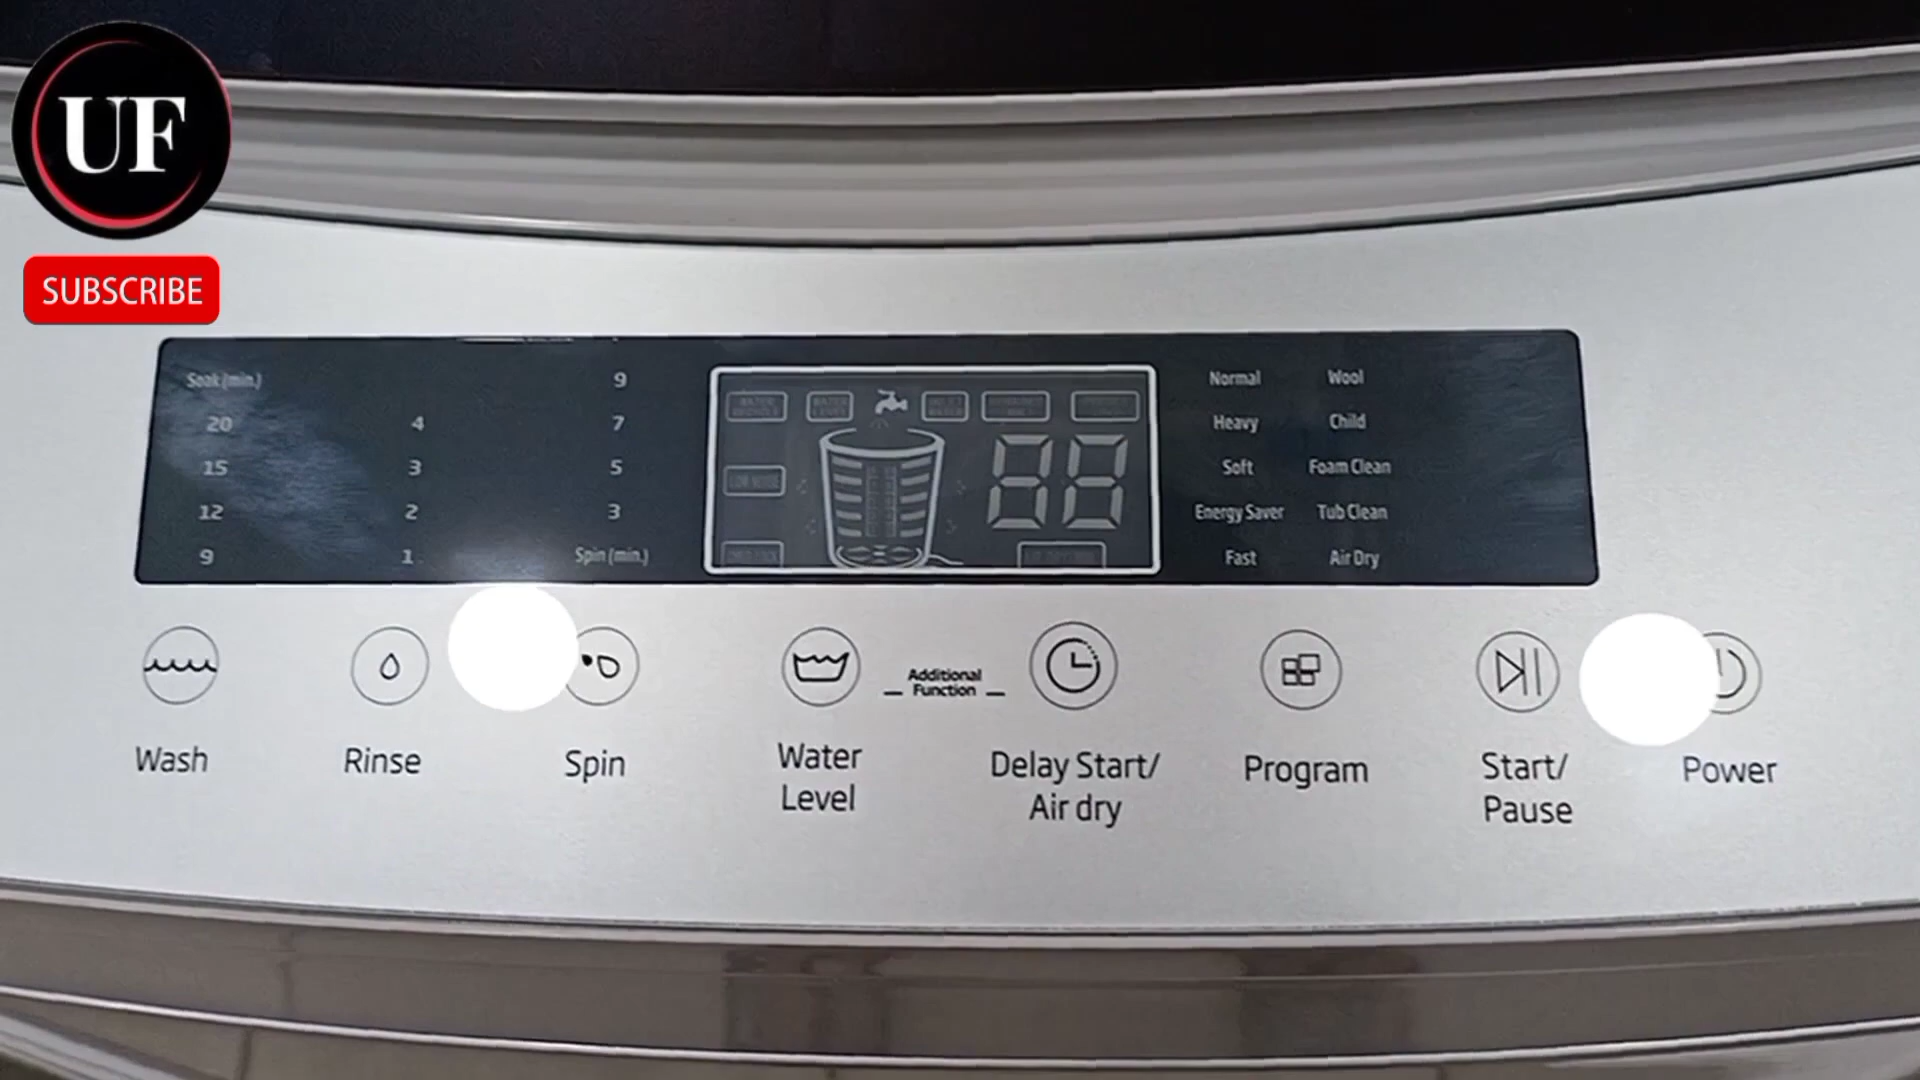 UF
SUBSCRIBE
Soak (min.)
20
15
12
9
4
3
2
1
9
7
5
3
Spin (min.)
88
Normal
Heavy
Soft
Energy Saver
Fast
Wool
Child
Foam Clean
Tub Clean
Air Dry
Wash
Rinse
Spin
Water
Level
Additional
Function
Delay Start/
Air dry
Program
Start/
Pause
Power